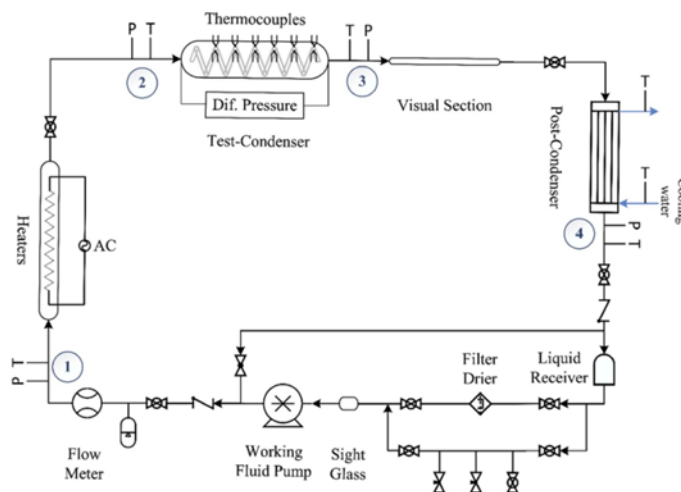 Thermocouples
P
T
T
P
2
3
Dif. Pressure
Test-Condenser
Visual Section
T
Post-Condenser
T
Cooling
water
4
P
T
Heaters
AC
T
P
1
Flow
Meter
Working
Fluid Pump
Sight
Glass
Filter
Drier
Liquid
Receiver